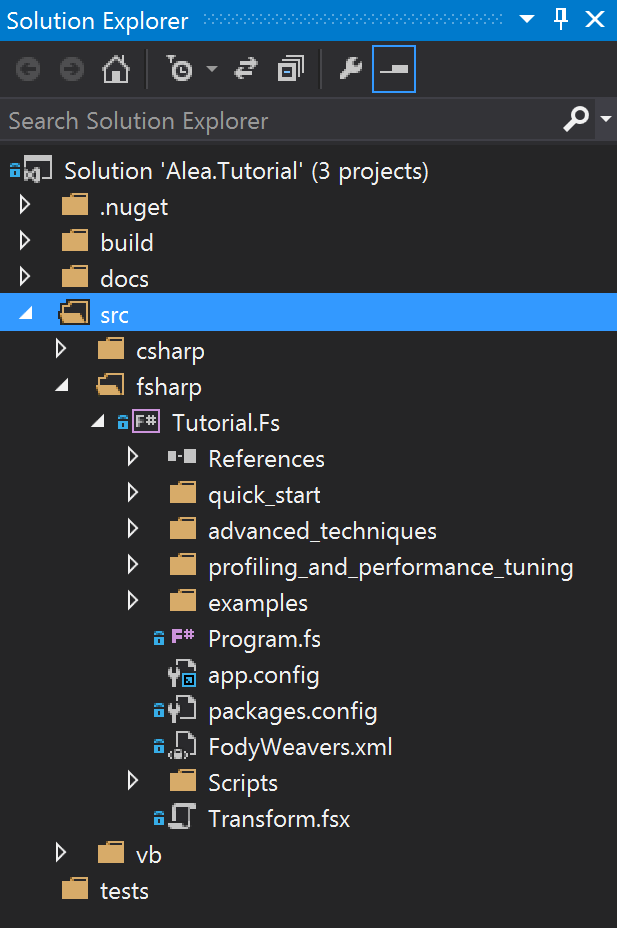 Solution Explorer
Search Solution Explorer
Solution 'Alea.Tutorial' (3 projects)
.nuget
build
docs
src
csharp
fsharp
F# Tutorial.Fs
References
quick_start
advanced_techniques
profiling_and_performance_tuning
examples
F# Program.fs
app.config
packages.config
FodyWeavers.xml
Scripts
Transform.fsx
vb
tests